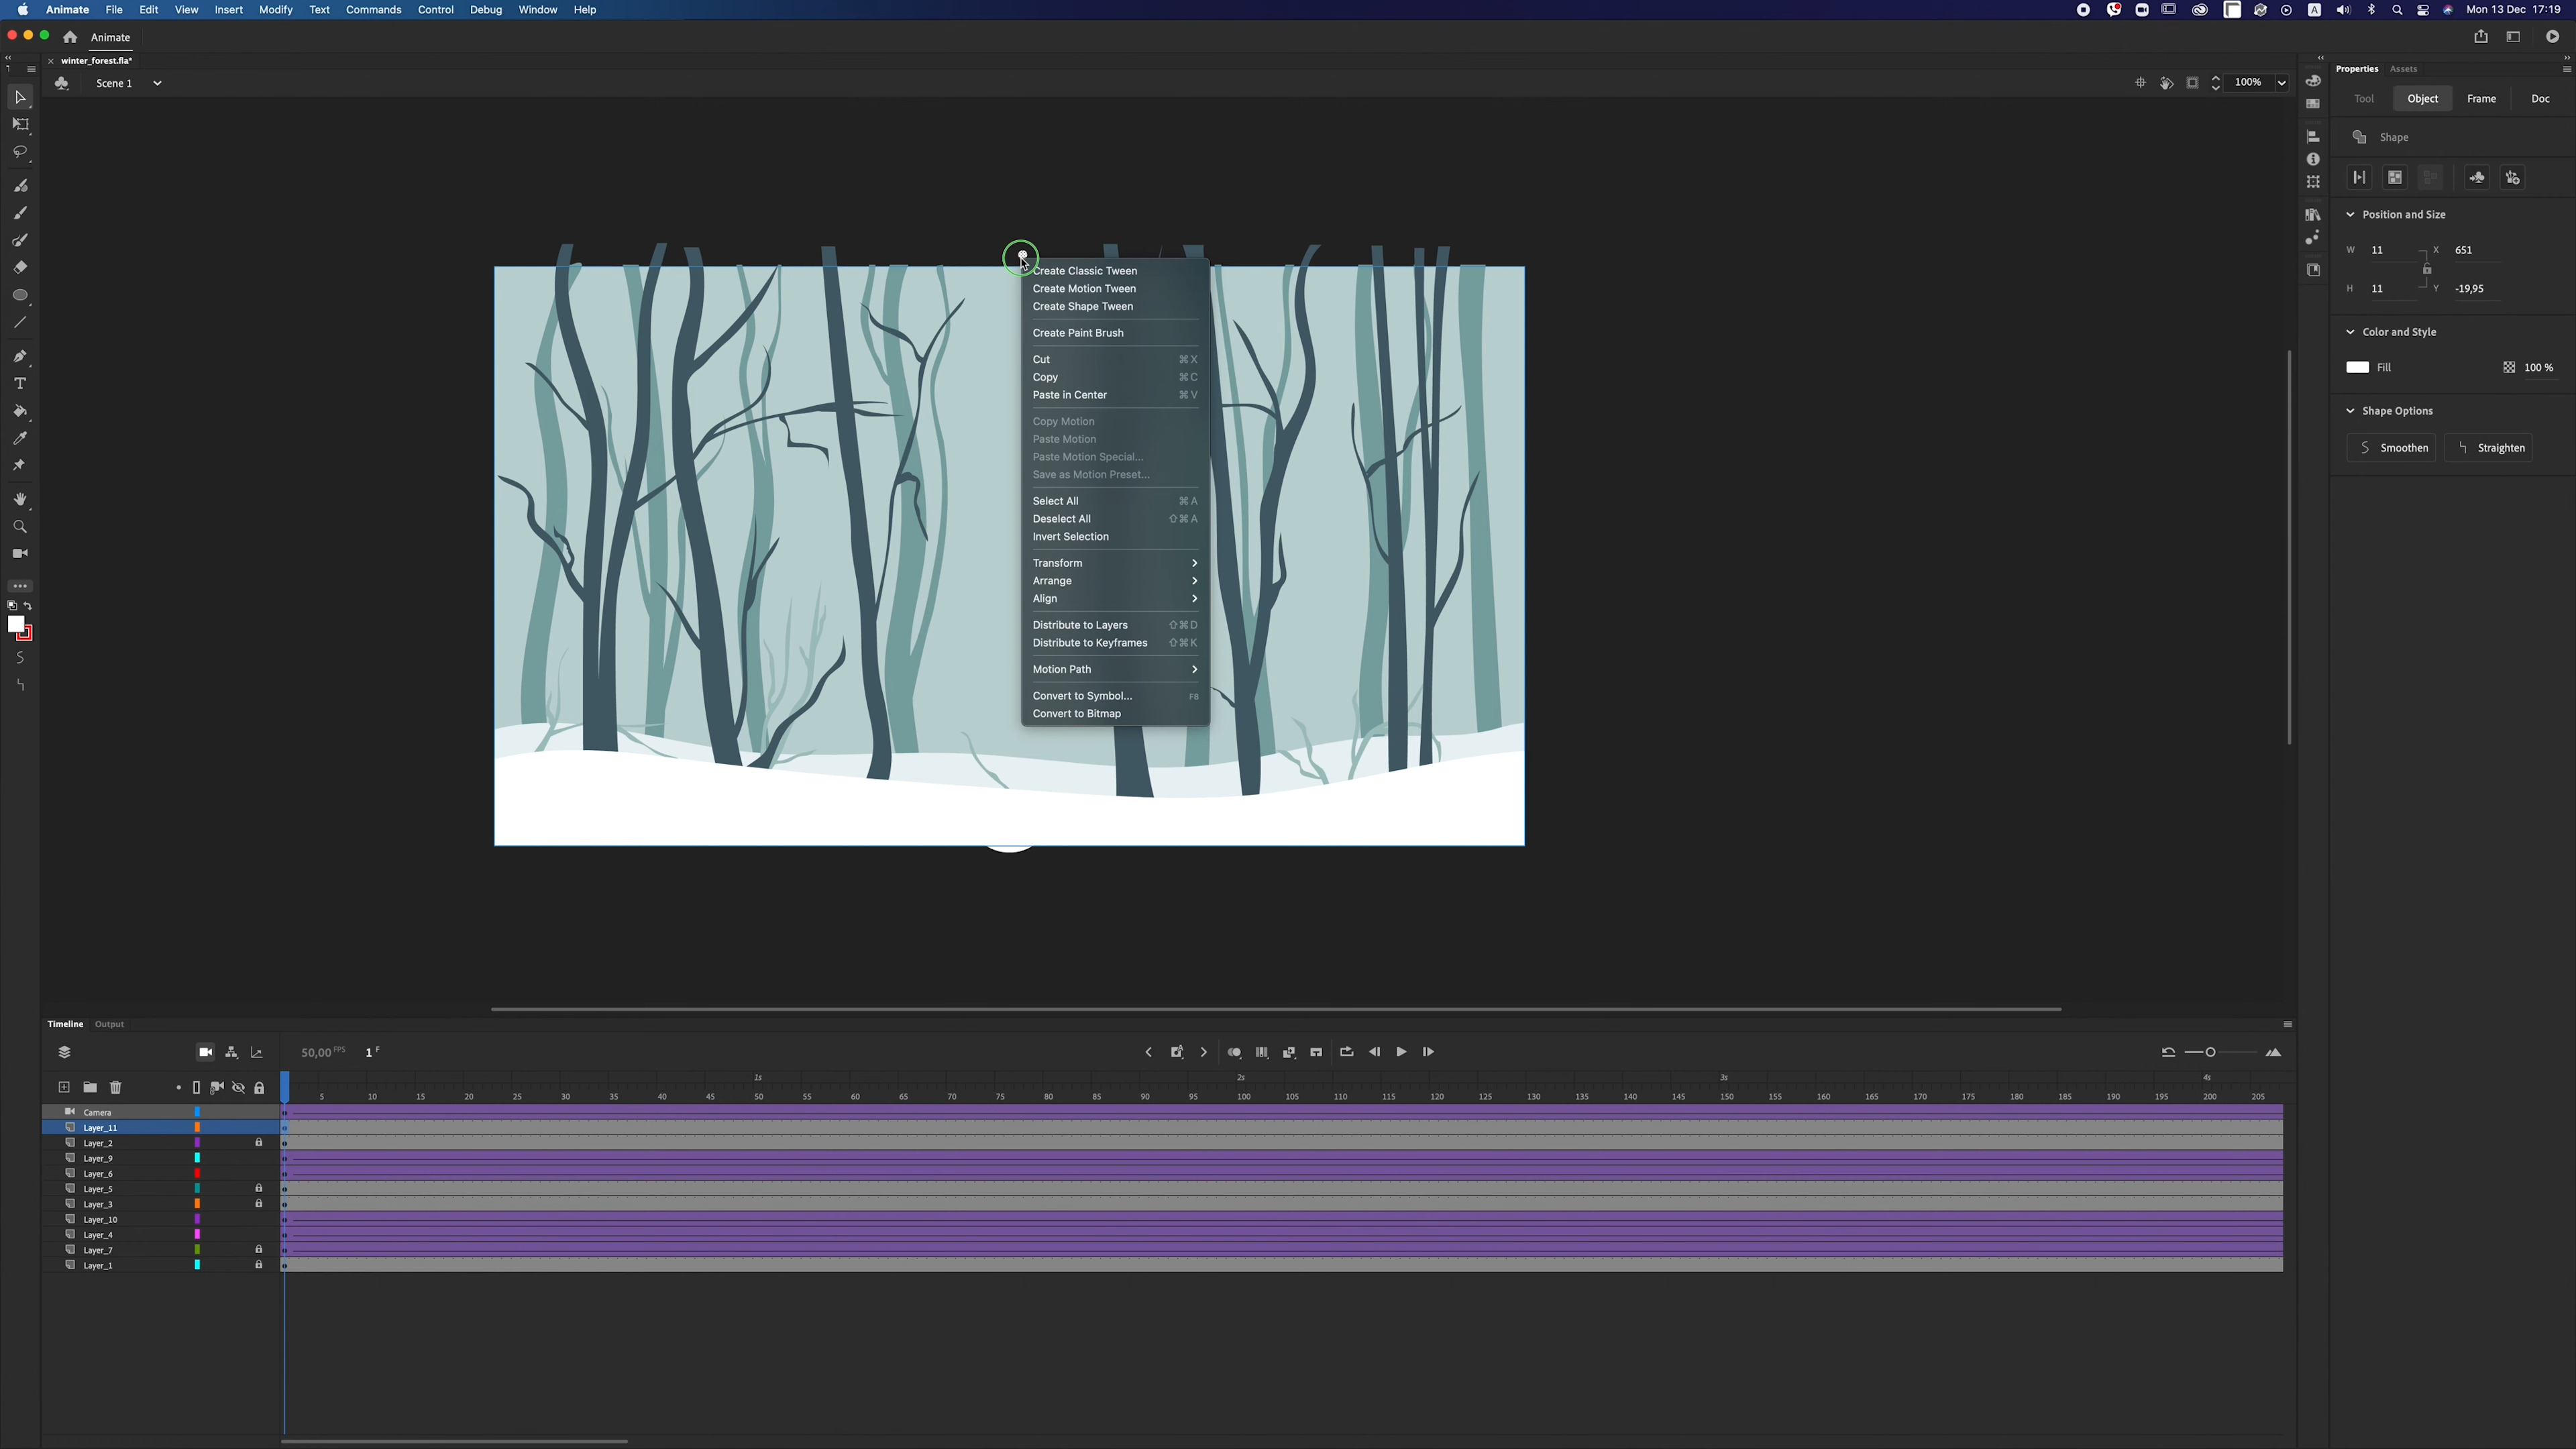 Animate File Edit View Insert Modify Text Commands Control Debug Window Help
A Mon 13 Dec 17:19
Animate
winter_forest.fla*
Scene 1
100%
Properties Assets
Tool Object Frame Doc
Shape
Position and Size
W 11 X 651
H 11 Y -19,95
Color and Style
Fill 100 %
Shape Options
Smoothen Straighten
Create Classic Tween
Create Motion Tween
Create Shape Tween
Create Paint Brush
Cut ⌘X
Copy ⌘C
Paste in Center ⌘V
Copy Motion
Paste Motion
Paste Motion Special...
Save as Motion Preset...
Select All ⌘A
Deselect All ⇧⌘A
Invert Selection
Transform
Arrange
Align
Distribute to Layers ⇧⌘D
Distribute to Keyframes ⇧⌘K
Motion Path
Convert to Symbol... F8
Convert to Bitmap
Timeline Output
50,00 FPS 1 F
1s 2s 3s 4s
5 10 15 20 25 30 35 40 45 50 55 60 65 70 75 80 85 90 95 100 105 110 115 120 125 130 135 140 145 150 155 160 165 170 175 180 185 190 195 200 205
Camera
Layer_11
Layer_2
Layer_9
Layer_6
Layer_5
Layer_3
Layer_10
Layer_4
Layer_7
Layer_1